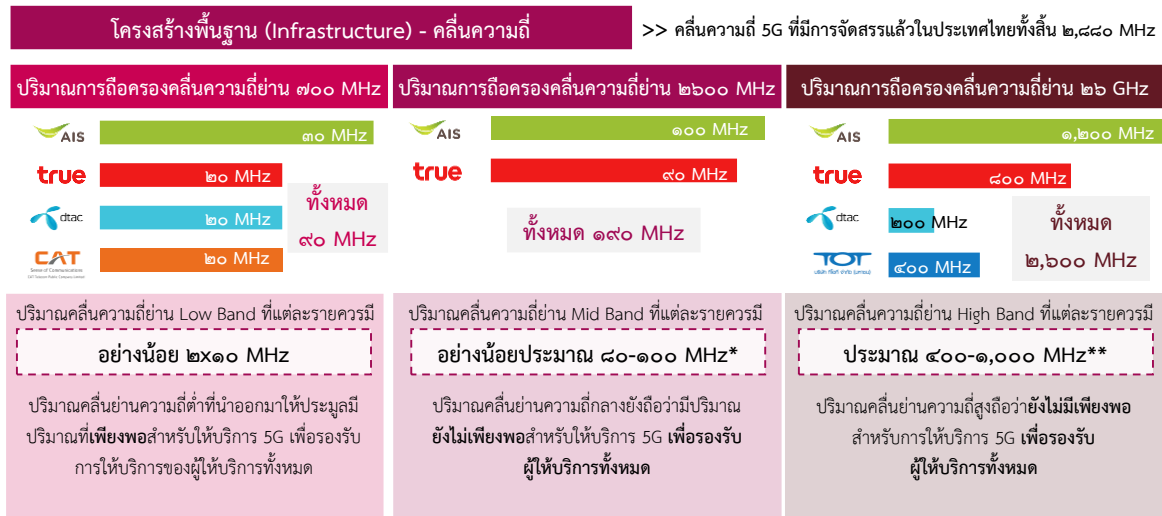 โครงสร้างพื้นฐาน (Infrastructure) - คลื่นความถี่
>> คลื่นความถี่ 5G ที่มีการจัดสรรแล้วในประเทศไทยทั้งสิ้น ๒,๘๘๐ MHz
ปริมาณการถือครองคลื่นความถี่ย่าน ๗๐๐ MHz
AIS
๓๐ MHz
true
๒๐ MHz
dtac
๒๐ MHz
CAT
๒๐ MHz
ทั้งหมด
๙๐ MHz
ปริมาณคลื่นความถี่ย่าน Low Band ที่แต่ละรายควรมี
อย่างน้อย ๒x๑๐ MHz
ปริมาณคลื่นย่านความถี่ต่ำที่นำออกมาให้ประมูลมี
ปริมาณที่เพียงพอสำหรับให้บริการ 5G เพื่อรองรับ
การให้บริการของผู้ให้บริการทั้งหมด
ปริมาณการถือครองคลื่นความถี่ย่าน ๒๖๐๐ MHz
AIS
๑๐๐ MHz
true
๙๐ MHz
ทั้งหมด ๑๙๐ MHz
ปริมาณคลื่นความถี่ย่าน Mid Band ที่แต่ละรายควรมี
อย่างน้อยประมาณ ๘๐-๑๐๐ MHz*
ปริมาณคลื่นย่านความถี่กลางยังถือว่ามีปริมาณ
ยังไม่เพียงพอสำหรับให้บริการ 5G เพื่อรองรับ
ผู้ให้บริการทั้งหมด
ปริมาณการถือครองคลื่นความถี่ย่าน ๒๖ GHz
AIS
๑,๒๐๐ MHz
true
๘๐๐ MHz
dtac
๒๐๐ MHz
TOT
บริษัท ทีโอที จำกัด (มหาชน)
๔๐๐ MHz
ทั้งหมด
๒,๖๐๐ MHz
ปริมาณคลื่นความถี่ย่าน High Band ที่แต่ละรายควรมี
ประมาณ ๔๐๐-๑,๐๐๐ MHz**
ปริมาณคลื่นย่านความถี่สูงถือว่ายังไม่มีเพียงพอ
สำหรับการให้บริการ 5G เพื่อรองรับ
ผู้ให้บริการทั้งหมด